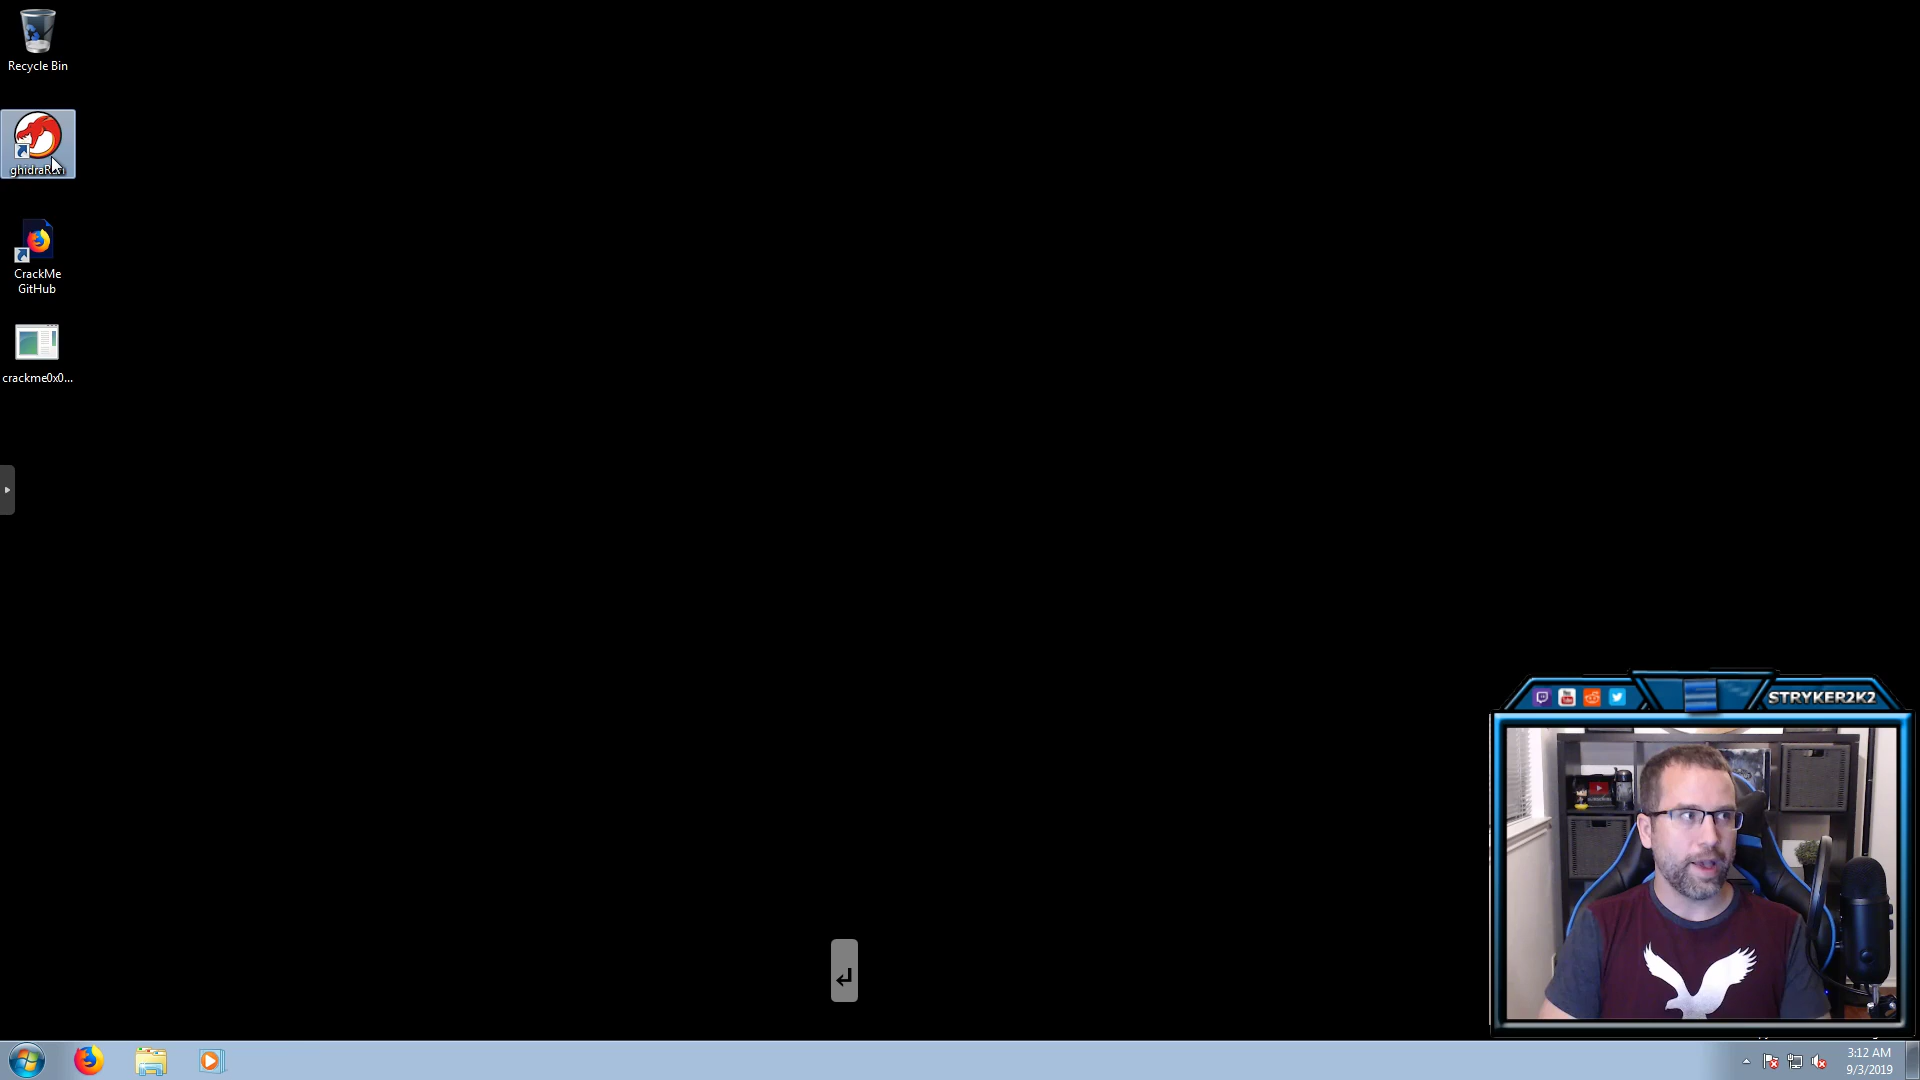 Recycle Bin
CrackMe
GitHub
crackme0x0...
STRYKER2K2
3:12 AM
9/3/2019